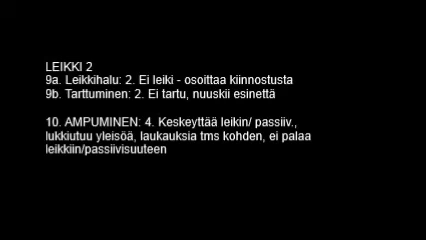 LEIKKI 2
9a. Leikkihalu: 2. Ei leiki - osoittaa kiinnostusta
9b. Tarttuminen: 2. Ei tartu, nuuskii esinettä
10. AMPUMINEN: 4. Keskeyttää leikin/ passiiv.,
lukkiutuu yleisöä, laukauksia tms kohden, ei palaa
leikkiin/passiivisuuteen